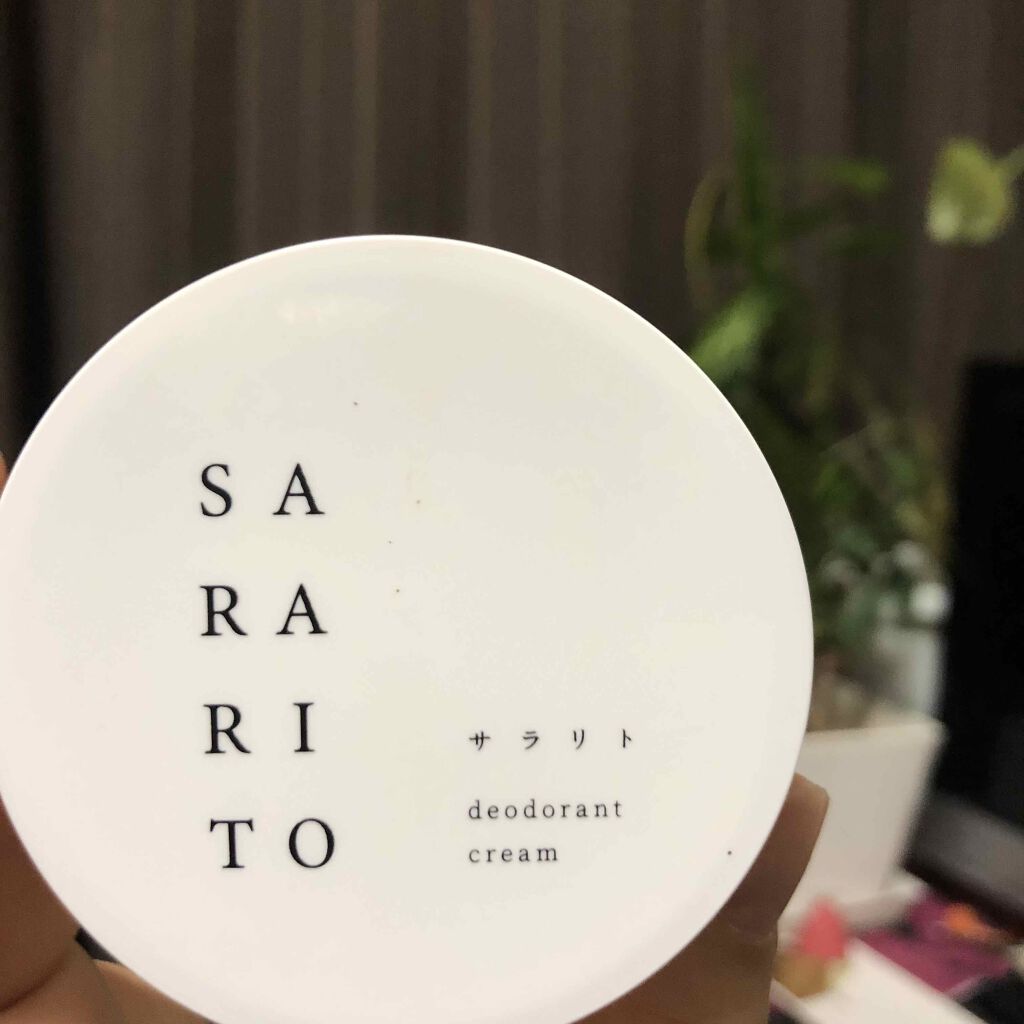 SA
RA
RI
TO
サラリト
deodorant
cream